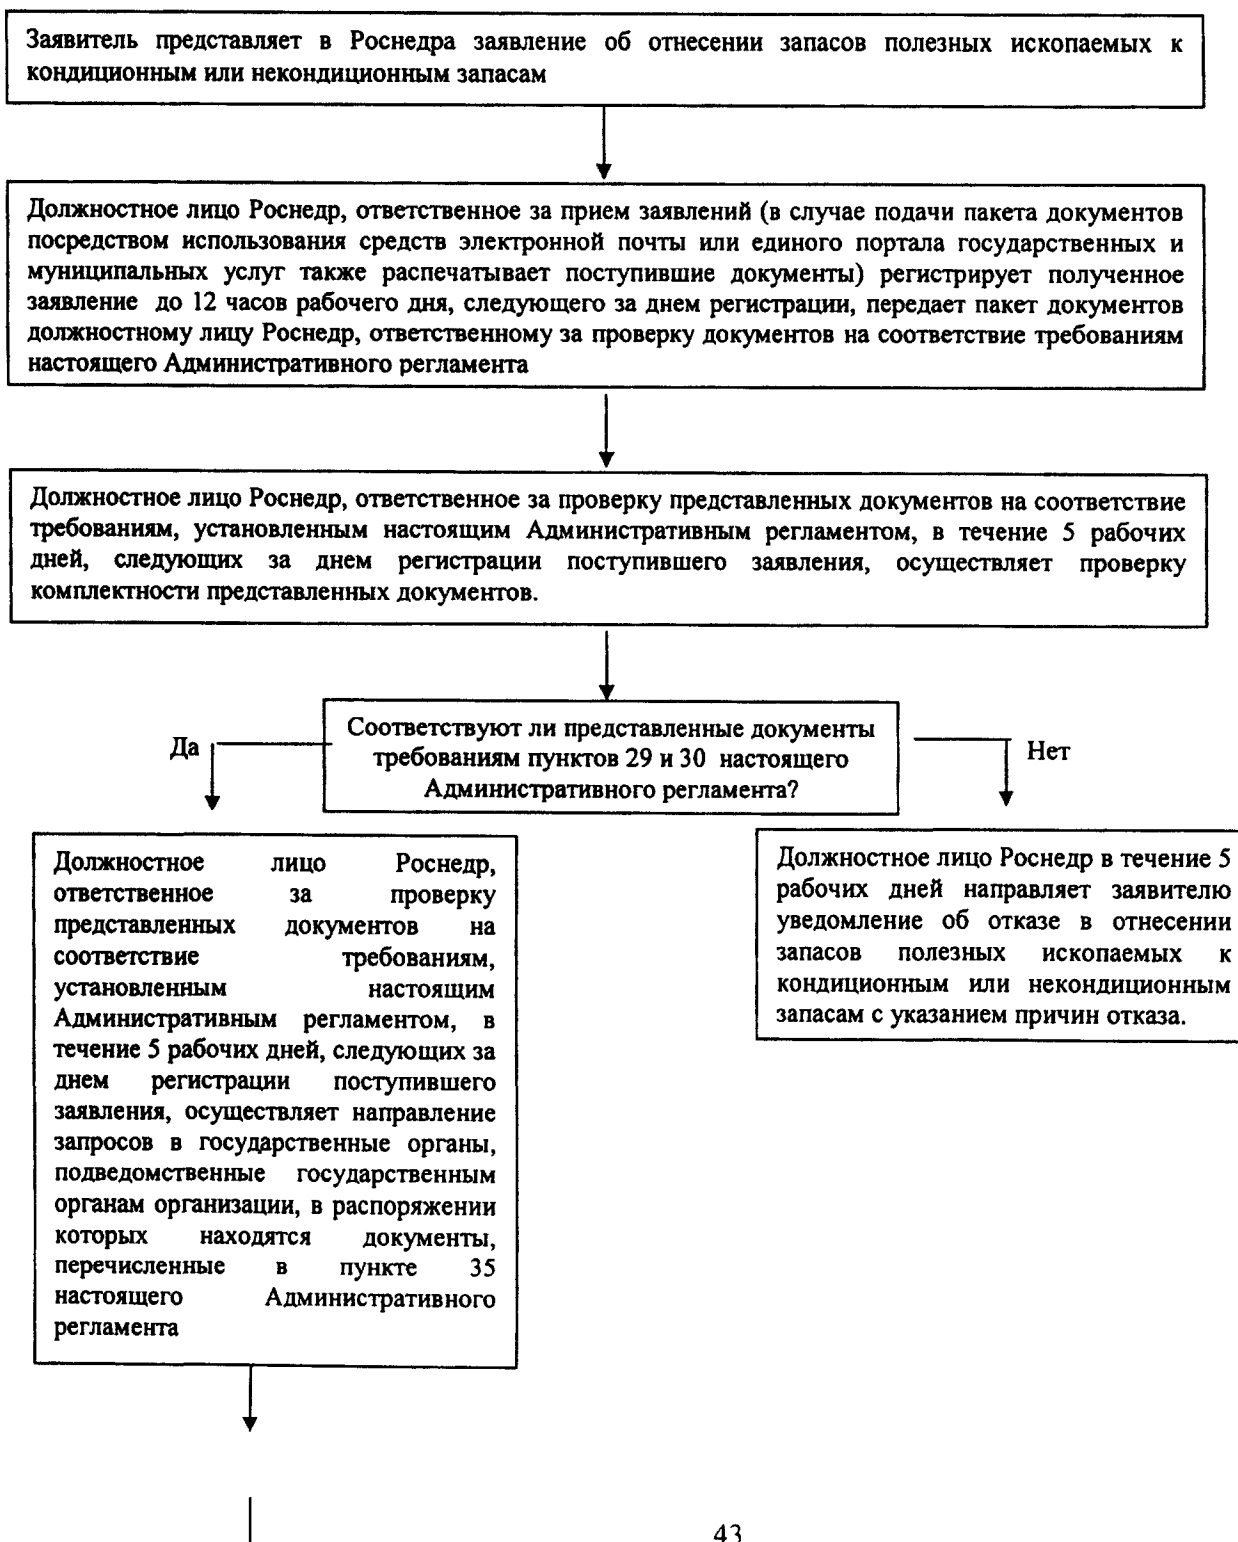 Заявитель представляет в Роснедра заявление об отнесении запасов полезных ископаемых к
кондиционным или некондиционным запасам
Должностное лицо Роснедр, ответственное за прием заявлений (в случае подачи пакета документов
посредством использования средств электронной почты или единого портала государственных и
муниципальных услуг также распечатывает поступившие документы) регистрирует полученное
заявление до 12 часов рабочего дня, следующего за днем регистрации, передает пакет документов
должностному лицу Роснедр, ответственному за проверку документов на соответствие требованиям
настоящего Административного регламента
Должностное лицо Роснедр, ответственное за проверку представленных документов на соответствие
требованиям, установленным настоящим Административным регламентом, в течение 5 рабочих
дней, следующих за днем регистрации поступившего заявления, осуществляет проверку
комплектности представленных документов.
Соответствуют ли представленные документы
требованиям пунктов 29 и 30 настоящего
Административного регламента?
Да
Нет
Должностное лицо Роснедр,
ответственное за проверку
представленных документов на
соответствие требованиям,
установленным настоящим
Административным регламентом, в
течение 5 рабочих дней, следующих за
днем регистрации поступившего
заявления, осуществляет направление
запросов в государственные органы,
подведомственные государственным
органам организации, в распоряжении
которых находятся документы,
перечисленные в пункте 35
настоящего Административного
регламента
Должностное лицо Роснедр в течение 5
рабочих дней направляет заявителю
уведомление об отказе в отнесении
запасов полезных ископаемых к
кондиционным или некондиционным
запасам с указанием причин отказа.
43